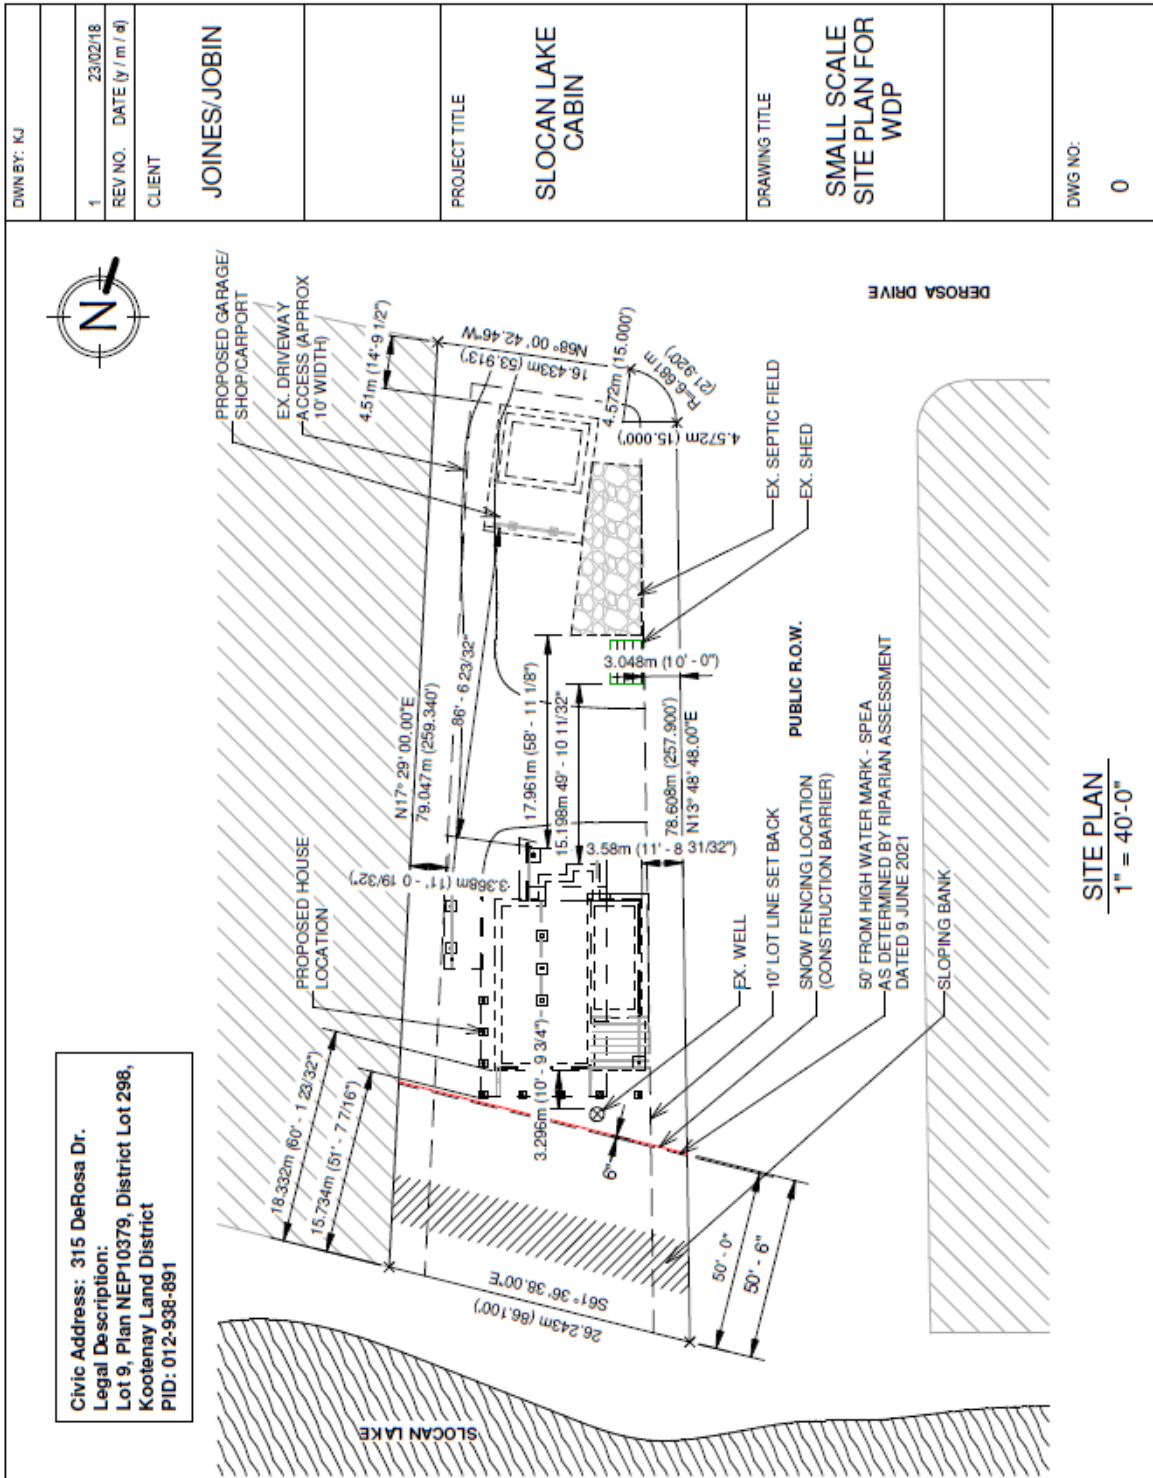 Civic Address: 315 DeRosa Dr.
Legal Description:
Lot 9, Plan NEP10379, District Lot 298,
Kootenay Land District
PID: 012-938-891
N
SLOCAN LAKE
DEROSA DRIVE
PROPOSED HOUSE
LOCATION
PROPOSED GARAGE/
SHOP/CARPORT
EX. DRIVEWAY
ACCESS (APPROX
10' WIDTH)
18.332m (60' - 1 23/32")
15.734m (51' - 7 7/16")
4.51m (14'-9 1/2")
N17° 29' 00.00"E
79.047m (259.340')
86' - 6 23/32"
3.368m (11' - 0 19/32")
N68° 00' 42.46"W
16.433m (53.913')
4.572m (15.000')
R=6.681m
(21.920')
4.572m (15.000')
17.961m (58' - 11 1/8")
15.198m 49' - 10 11/32"
3.048m (10' - 0")
78.608m (257.900')
N13° 48' 48.00"E
3.58m (11' - 8 31/32")
3.296m (10' - 9 3/4")
6"
S61° 36' 38.00"E
26.243m (86.100')
50' - 0"
50' - 6"
EX. SEPTIC FIELD
EX. SHED
PUBLIC R.O.W.
EX. WELL
10' LOT LINE SET BACK
SNOW FENCING LOCATION
(CONSTRUCTION BARRIER)
50' FROM HIGH WATER MARK - SPEA
AS DETERMINED BY RIPARIAN ASSESSMENT
DATED 9 JUNE 2021
SLOPING BANK
SITE PLAN
1" = 40'-0"
DWN BY: KJ
1 23/02/18
REV NO. DATE (y / m / d)
CLIENT
JOINES/JOBIN
PROJECT TITLE
SLOCAN LAKE
CABIN
DRAWING TITLE
SMALL SCALE
SITE PLAN FOR
WDP
DWG NO:
0